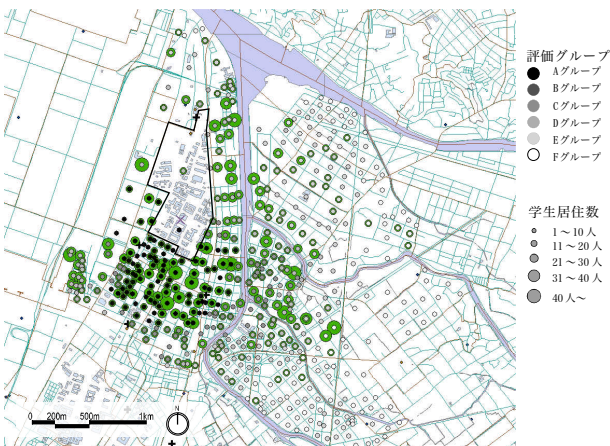 評価グループ
Aグループ
Bグループ
Cグループ
Dグループ
Eグループ
Fグループ
学生居住数
1〜10人
11〜20人
21〜30人
31〜40人
40人〜
0 200m 500m 1km
N